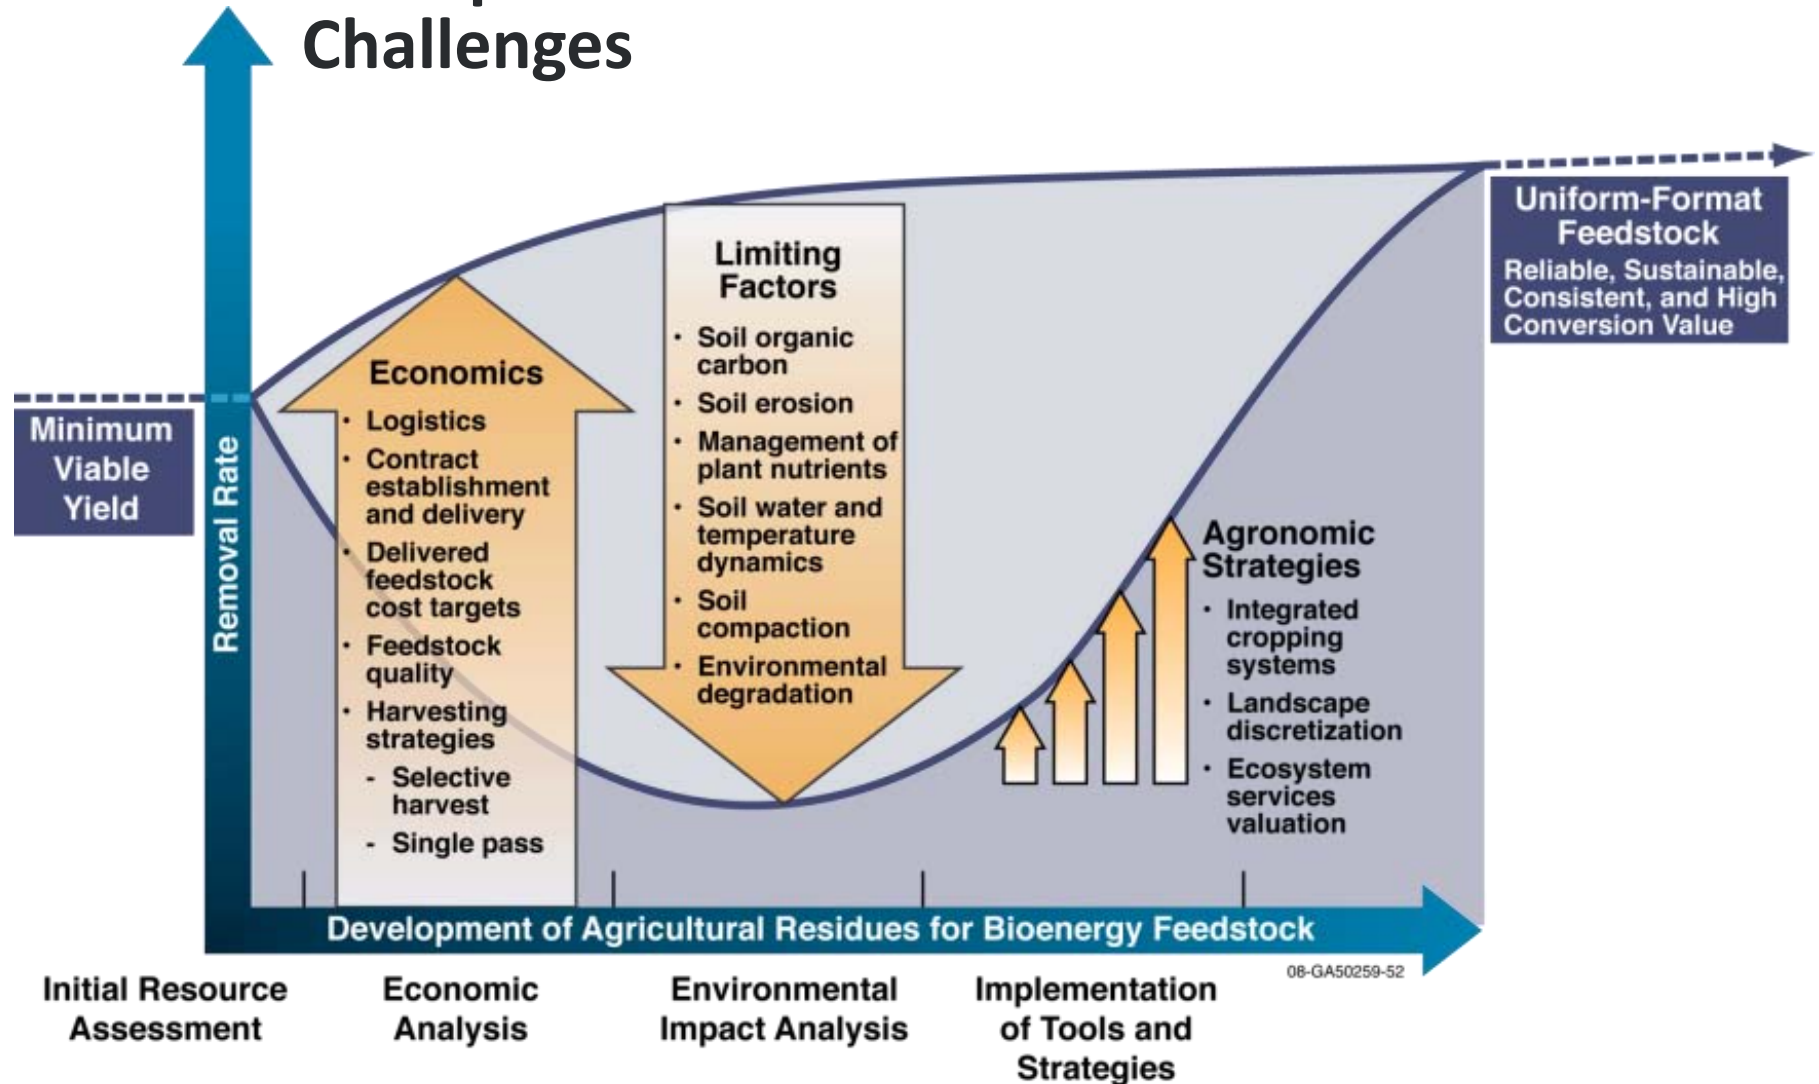 Challenges
Minimum
Viable
Yield
Removal Rate
Economics
· Logistics
· Contract
establishment
and delivery
· Delivered
feedstock
cost targets
· Feedstock
quality
· Harvesting
strategies
- Selective
harvest
- Single pass
Limiting
Factors
· Soil organic
carbon
· Soil erosion
· Management of
plant nutrients
· Soil water and
temperature
dynamics
· Soil
compaction
· Environmental
degradation
Agronomic
Strategies
· Integrated
cropping
systems
· Landscape
discretization
· Ecosystem
services
valuation
Uniform-Format
Feedstock
Reliable, Sustainable,
Consistent, and High
Conversion Value
Development of Agricultural Residues for Bioenergy Feedstock
08-GA50259-52
Initial Resource
Assessment
Economic
Analysis
Environmental
Impact Analysis
Implementation
of Tools and
Strategies